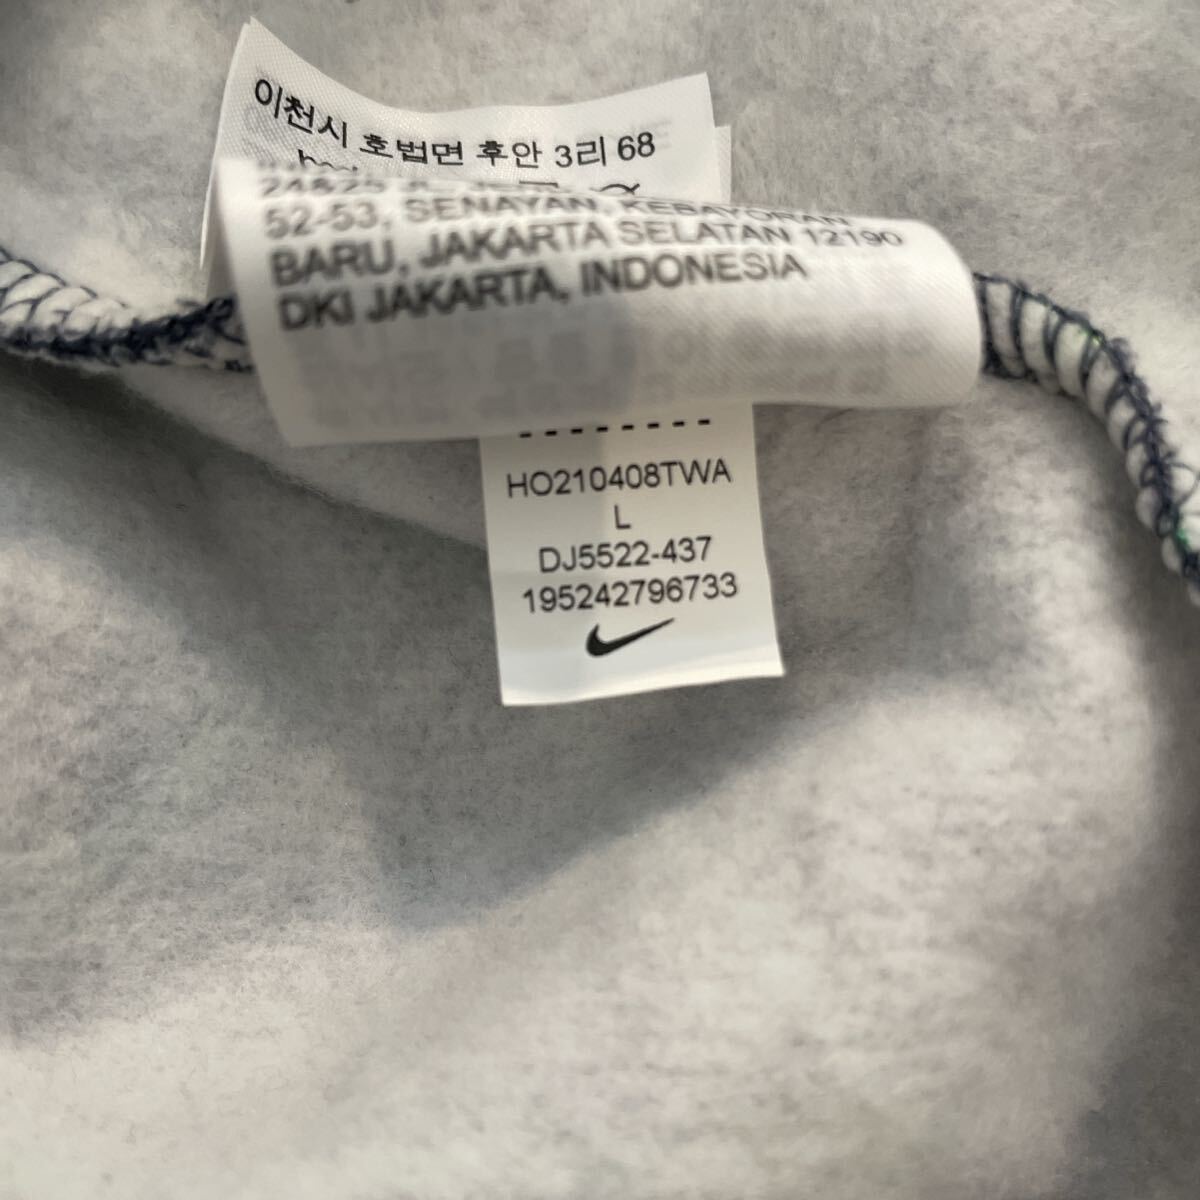 이천시 호법면 후안 3리 68
52-53, SENAYAN, KEBAYORAN
BARU, JAKARTA SELATAN 12190
DKI JAKARTA, INDONESIA
HO210408TWA
L
DJ5522-437
195242796733